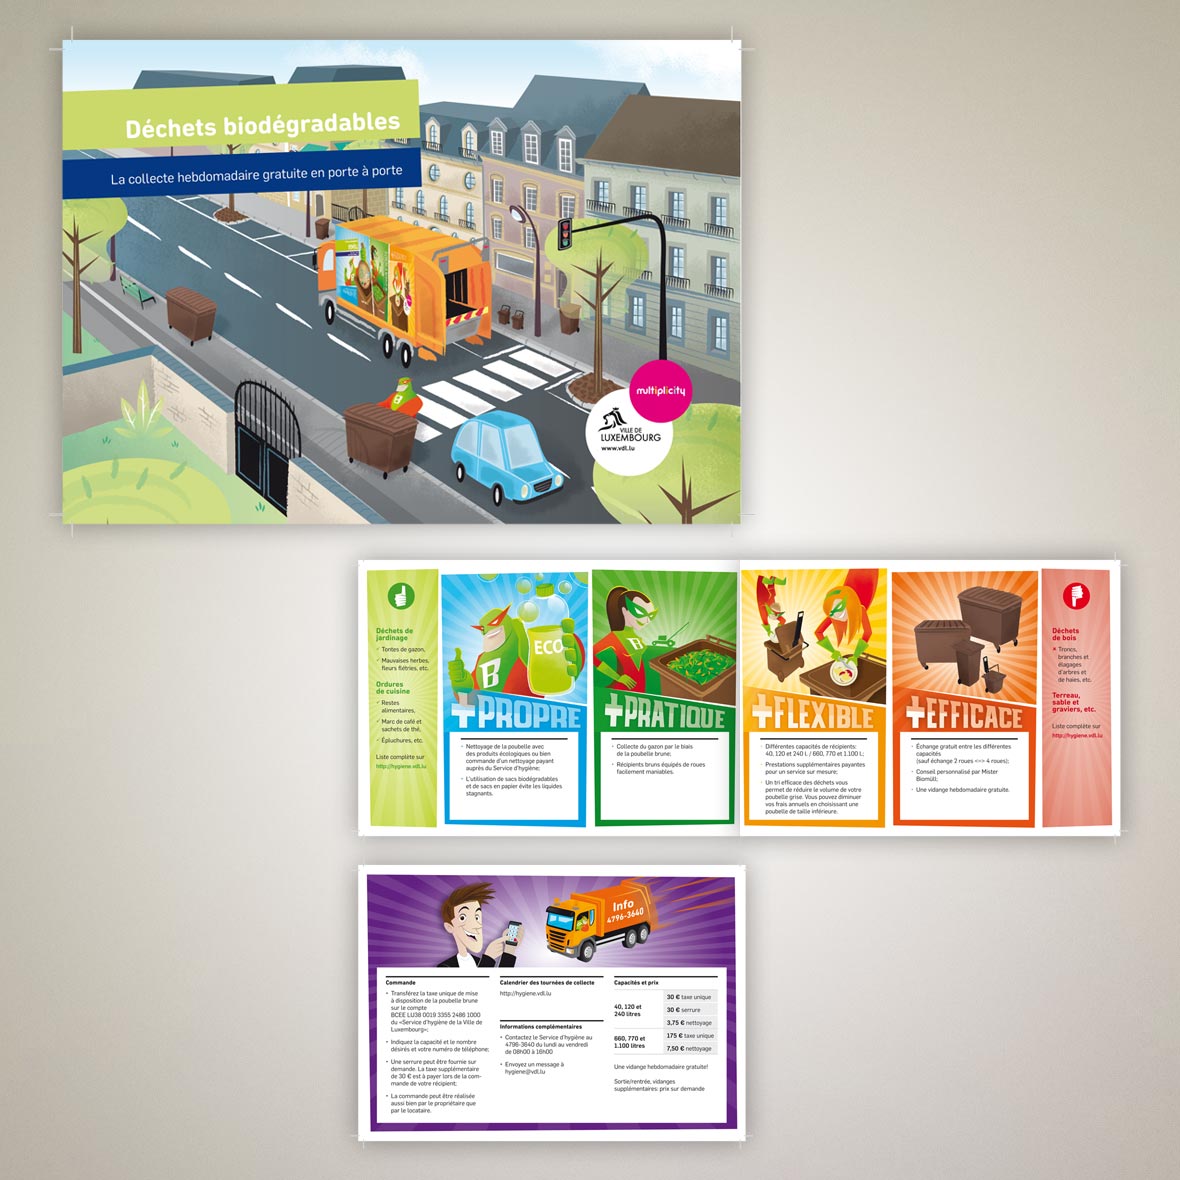 Déchets biodégradables
La collecte hebdomadaire gratuite en porte à porte
multiplicity
VILLE DE
LUXEMBOURG
www.vdl.lu
B
Déchets de
jardinage
Tontes de gazon,
Mauvaises herbes,
fleurs flétries, etc.
Ordures
de cuisine
Restes
alimentaires,
Marc de café et
sachets de thé,
Épluchures, etc.
Liste complète sur
http://hygiene.vdl.lu
B
ECO
+PROPRE
• Nettoyage de la poubelle avec
des produits écologiques ou bien
commande d'un nettoyage payant
auprès du Service d'hygiène;
• L'utilisation de sacs biodégradables
et de sacs en papier évite les liquides
stagnants.
+PRATIQUE
• Collecte du gazon par le biais
de la poubelle brune;
• Récipients bruns équipés de roues
facilement maniables.
+FLEXIBLE
• Différentes capacités de récipients:
40, 120 et 240 L / 660, 770 et 1.100 L;
• Prestations supplémentaires payantes
pour un service sur mesure;
• Un tri efficace des déchets vous
permet de réduire le volume de votre
poubelle grise. Vous pouvez diminuer
vos frais annuels en choisissant une
poubelle de taille inférieure.
+EFFICACE
• Échange gratuit entre les différentes
capacités
(sauf échange 2 roues <=> 4 roues);
• Conseil personnalisé par Mister
Biomüll;
• Une vidange hebdomadaire gratuite.
Déchets
de bois
× Troncs,
branches et
élagages
d'arbres et
de haies, etc.
Terreau,
sable et
graviers, etc.
Liste complète sur
http://hygiene.vdl.lu
Info
4796-3640
Commande
• Transférez la taxe unique de mise
à disposition de la poubelle brune
sur le compte
BCEE LU38 0019 3355 2486 1000
du «Service d'hygiène de la Ville de
Luxembourg»;
• Indiquez la capacité et le nombre
désirés et votre numéro de téléphone;
• Une serrure peut être fournie sur
demande. La taxe supplémentaire
de 30 € est à payer lors de la com-
mande de votre récipient;
• La commande peut être réalisée
aussi bien par le propriétaire que
par le locataire.
Calendrier des tournées de collecte
http://hygiene.vdl.lu
Informations complémentaires
• Contactez le Service d'hygiène au
4796-3640 du lundi au vendredi
de 08h00 à 16h00
• Envoyez un message à
hygiene@vdl.lu
Capacités et prix
40, 120 et
240 litres
30 € taxe unique
30 € serrure
3,75 € nettoyage
660, 770 et
1.100 litres
175 € taxe unique
7,50 € nettoyage
Une vidange hebdomadaire gratuite!
Sortie/rentrée, vidanges
supplémentaires: prix sur demande